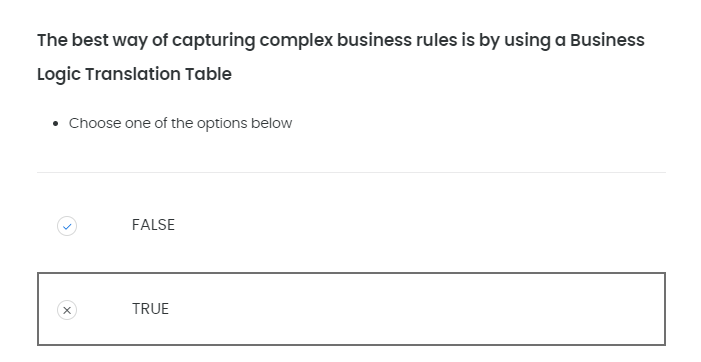 The best way of capturing complex business rules is by using a Business
Logic Translation Table
• Choose one of the options below
FALSE
TRUE